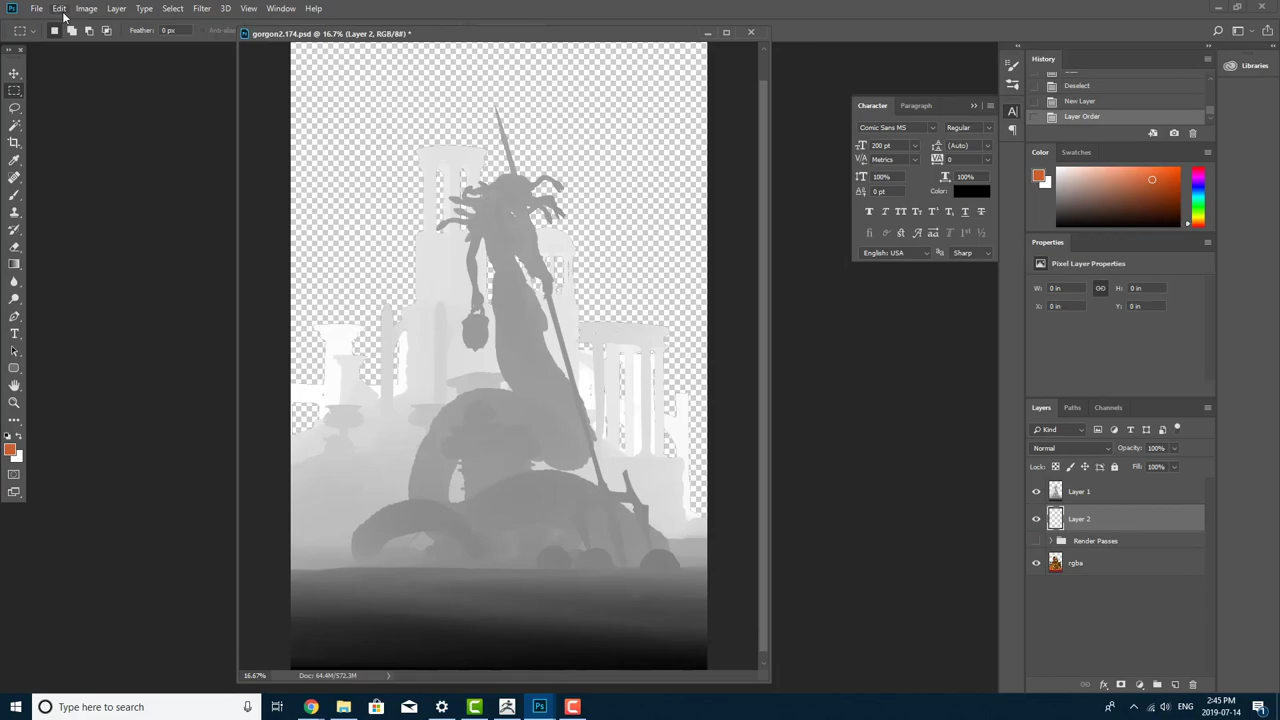 Ps File Edit Image Layer Type Select Filter 3D View Window Help
Feather: 0 px Anti-alias
gorgon2.174.psd @ 16.7% (Layer 2, RGB/8#) *
History
Deselect
New Layer
Layer Order
Libraries
Character Paragraph
Comic Sans MS Regular
200 pt (Auto)
Metrics 0
100% 100%
0 pt Color:
English: USA Sharp
Color Swatches
Properties
Pixel Layer Properties
W: 0 in H: 0 in
X: 0 in Y: 0 in
Layers Paths Channels
Kind
Normal Opacity: 100%
Lock: Fill: 100%
Layer 1
Layer 2
Render Passes
rgba
16.67% Doc: 64.4M/572.3M
Type here to search
ENG 2:45 PM
2019-07-14